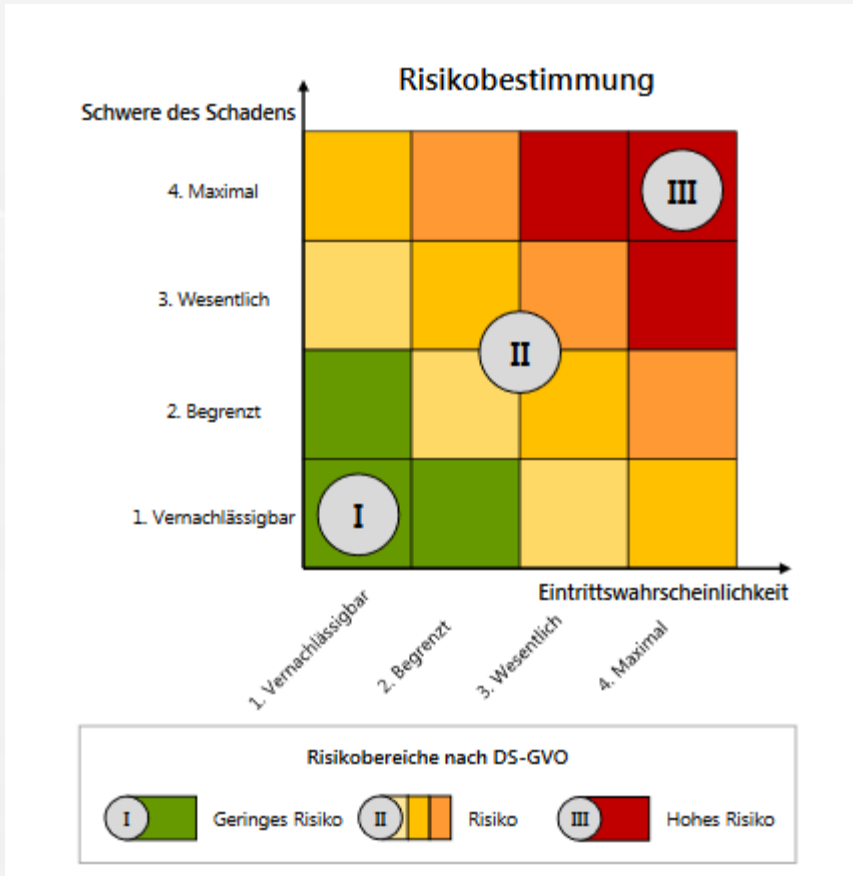 Risikobestimmung
Schwere des Schadens
4. Maximal
III
3. Wesentlich
II
2. Begrenzt
1. Vernachlässigbar
I
Eintrittswahrscheinlichkeit
1. Vernachlässigbar
2. Begrenzt
3. Wesentlich
4. Maximal
Risikobereiche nach DS-GVO
I Geringes Risiko II Risiko III Hohes Risiko